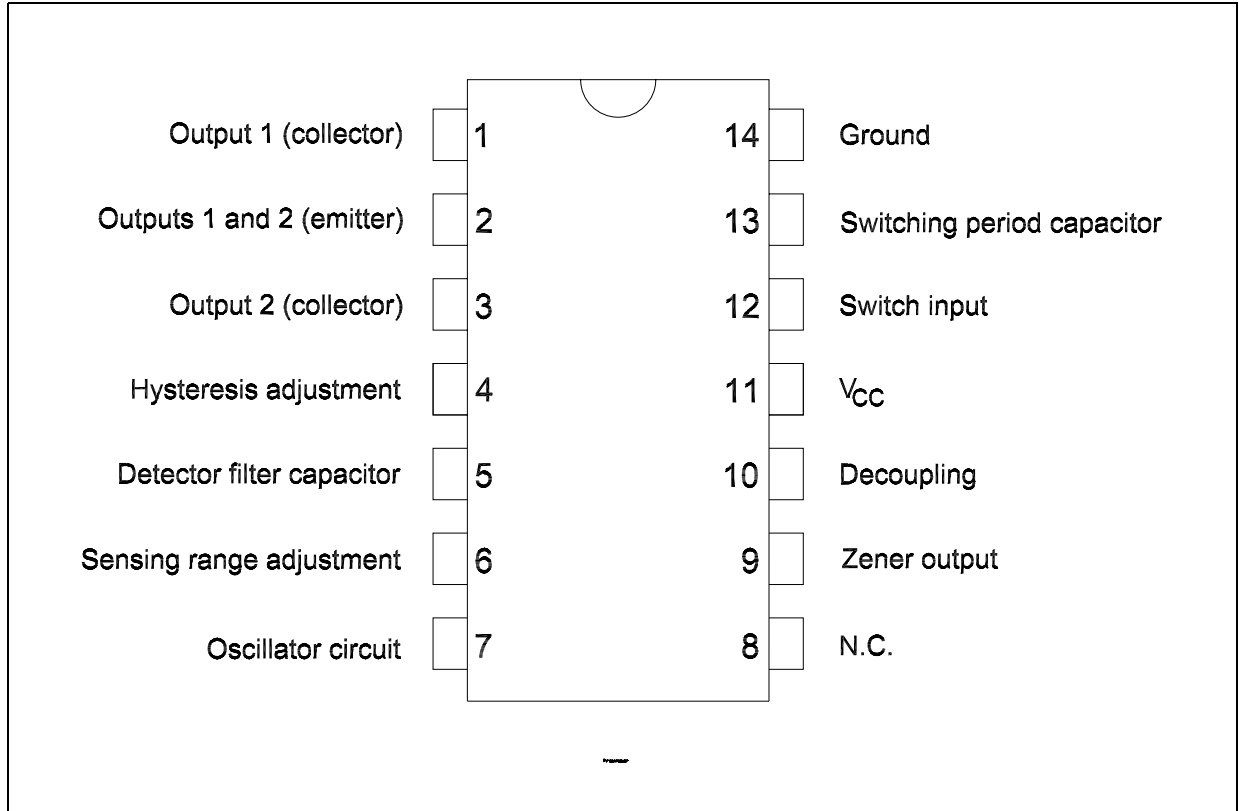 Output 1 (collector) 1 14 Ground
Outputs 1 and 2 (emitter) 2 13 Switching period capacitor
Output 2 (collector) 3 12 Switch input
Hysteresis adjustment 4 11 VCC
Detector filter capacitor 5 10 Decoupling
Sensing range adjustment 6 9 Zener output
Oscillator circuit 7 8 N.C.